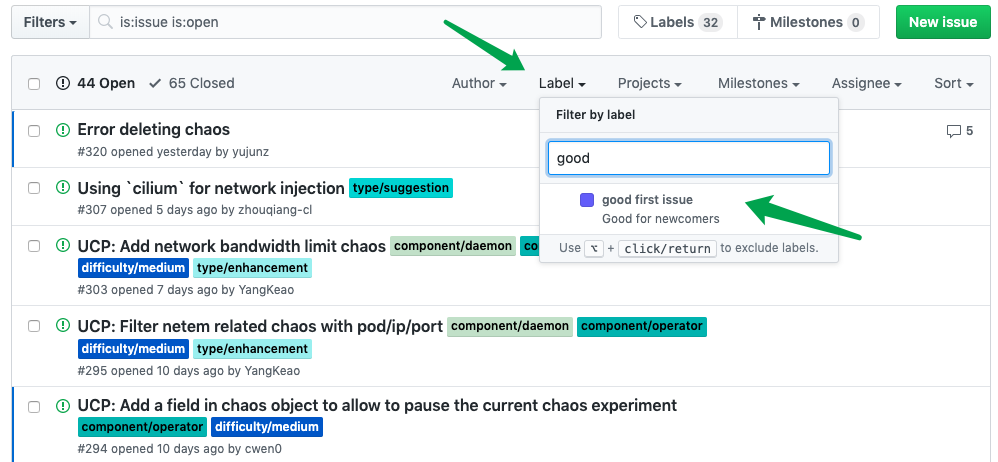 Filters is:issue is:open Labels 32 Milestones 0 New issue
44 Open 65 Closed Author Label Projects Milestones Assignee Sort
Filter by label
good
good first issue
Good for newcomers
Use ⌥ + click/return to exclude labels.
Error deleting chaos 5
#320 opened yesterday by yujunz
Using `cilium` for network injection type/suggestion
#307 opened 5 days ago by zhouqiang-cl
UCP: Add network bandwidth limit chaos component/daemon
difficulty/medium type/enhancement
#303 opened 7 days ago by YangKeao
UCP: Filter netem related chaos with pod/ip/port component/daemon component/operator
difficulty/medium type/enhancement
#295 opened 10 days ago by YangKeao
UCP: Add a field in chaos object to allow to pause the current chaos experiment
component/operator difficulty/medium
#294 opened 10 days ago by cwen0